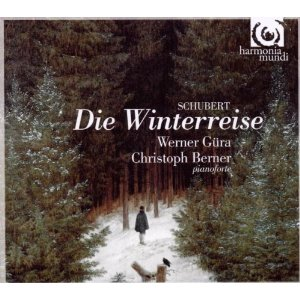 harmonia
mundi
SCHUBERT
Die Winterreise
Werner Güra
Christoph Berner
pianoforte